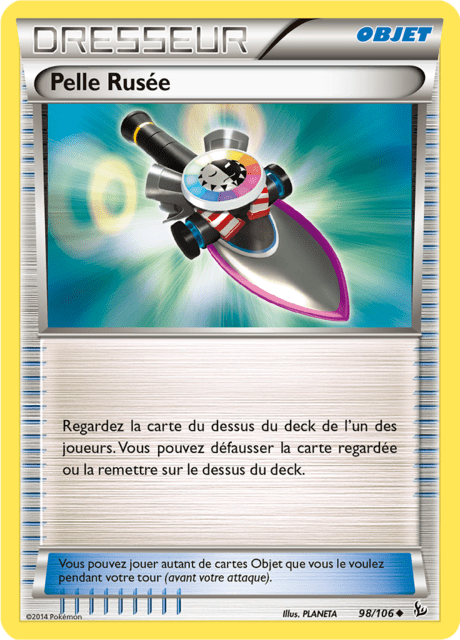 DRESSEUR
OBJET
Pelle Rusée
Regardez la carte du dessus du deck de l'un des
joueurs. Vous pouvez défausser la carte regardée
ou la remettre sur le dessus du deck.
Vous pouvez jouer autant de cartes Objet que vous le voulez
pendant votre tour (avant votre attaque).
©2014 Pokémon
Illus. PLANETA
98/106